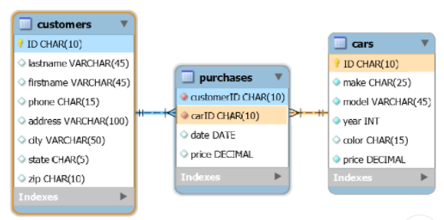 customers
ID CHAR(10)
lastname VARCHAR(45)
firstname VARCHAR(45)
phone CHAR(15)
address VARCHAR(100)
city VARCHAR(50)
state CHAR(5)
zip CHAR(10)
Indexes
purchases
customerID CHAR(10)
carID CHAR(10)
date DATE
price DECIMAL
Indexes
cars
ID CHAR(10)
make CHAR(25)
model VARCHAR(45)
year INT
color CHAR(15)
price DECIMAL
Indexes